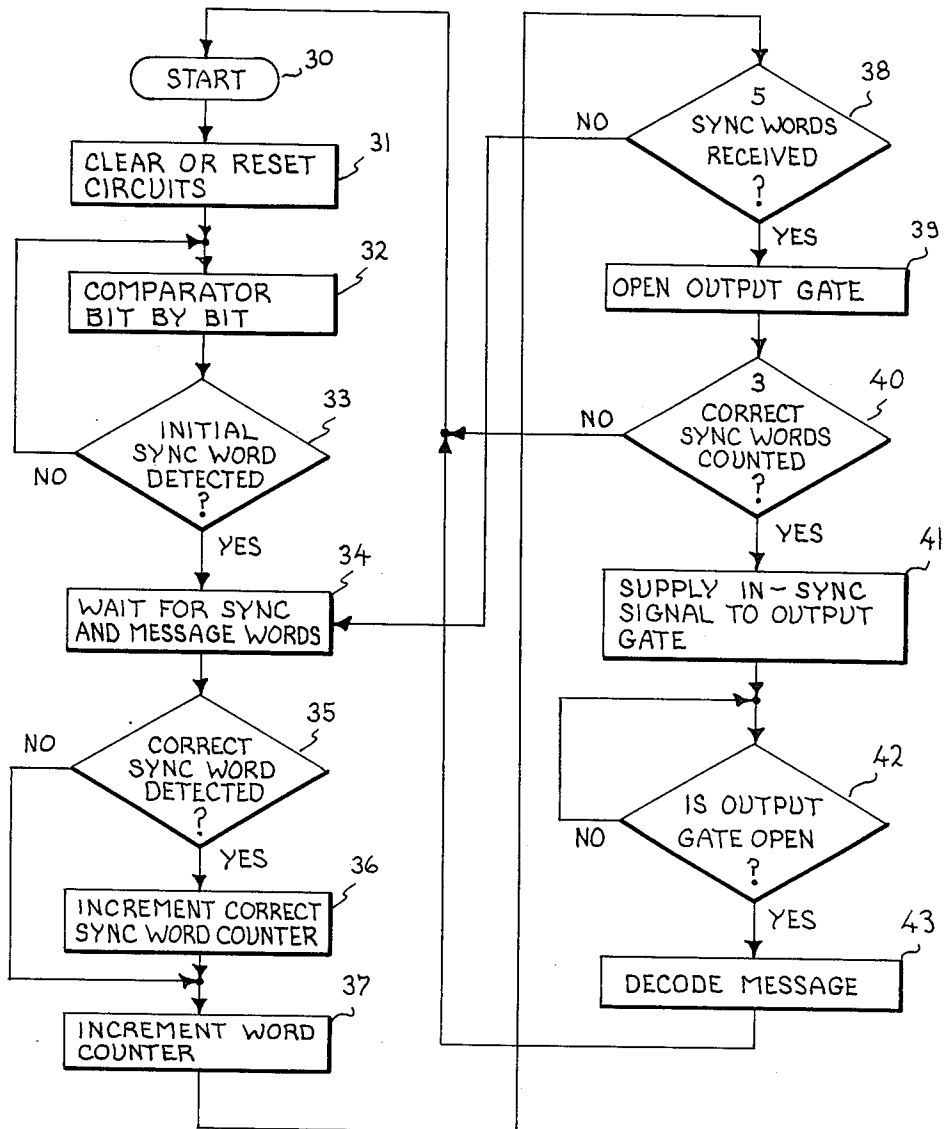 START
30
CLEAR OR RESET
CIRCUITS
31
COMPARATOR
BIT BY BIT
32
INITIAL
SYNC WORD
DETECTED
?
33
NO
YES
WAIT FOR SYNC
AND MESSAGE WORDS
34
CORRECT
SYNC WORD
DETECTED
?
35
NO
YES
INCREMENT CORRECT
SYNC WORD COUNTER
36
INCREMENT WORD
COUNTER
37
5
SYNC WORDS
RECEIVED
?
38
NO
YES
OPEN OUTPUT GATE
39
3
CORRECT
SYNC WORDS
COUNTED
?
40
NO
YES
SUPPLY IN-SYNC
SIGNAL TO OUTPUT
GATE
41
IS OUTPUT
GATE OPEN
?
42
NO
YES
DECODE MESSAGE
43